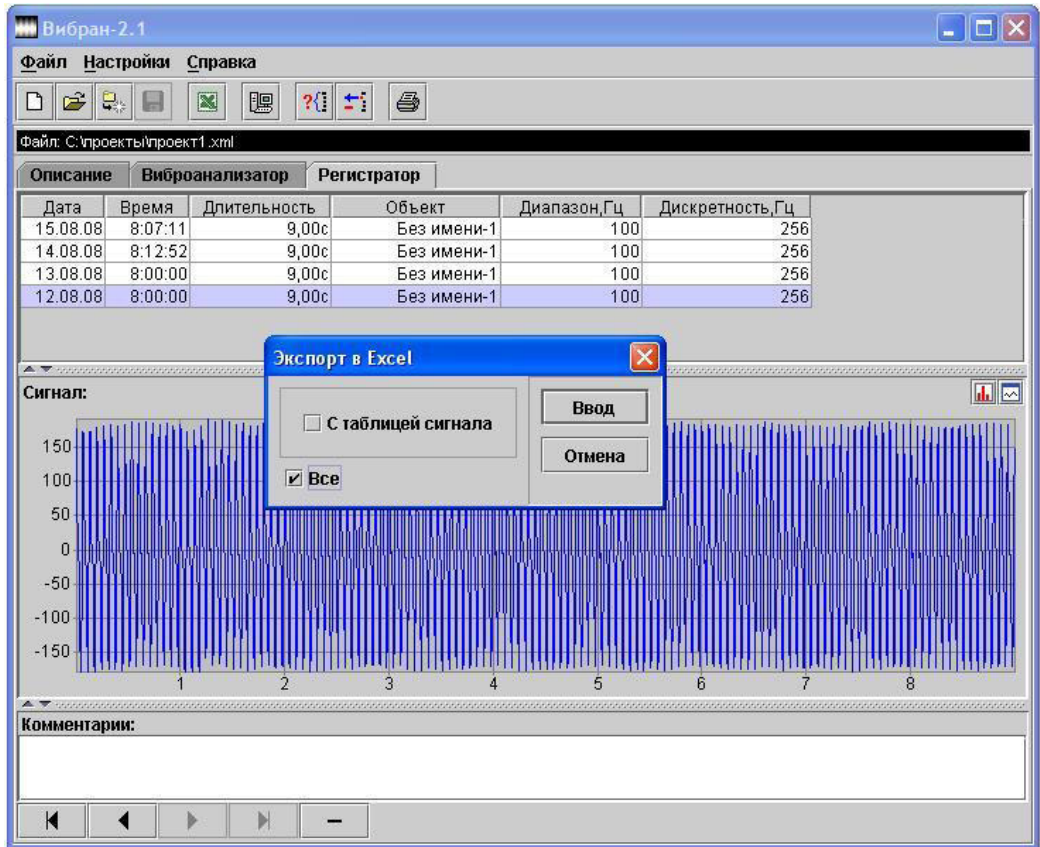 Вибран-2.1
Файл Настройки Справка
Файл: C:\проекты\проект1.xml
Описание Виброанализатор Регистратор
Дата Время Длительность Объект Диапазон,Гц Дискретность,Гц
15.08.08 8:07:11 9,00с Без имени-1 100 256
14.08.08 8:12:52 9,00с Без имени-1 100 256
13.08.08 8:00:00 9,00с Без имени-1 100 256
12.08.08 8:00:00 9,00с Без имени-1 100 256
Экспорт в Excel
С таблицей сигнала
Все
Ввод
Отмена
Сигнал:
150
100
50
0
-50
-100
-150
1 2 3 4 5 6 7 8
Комментарии: